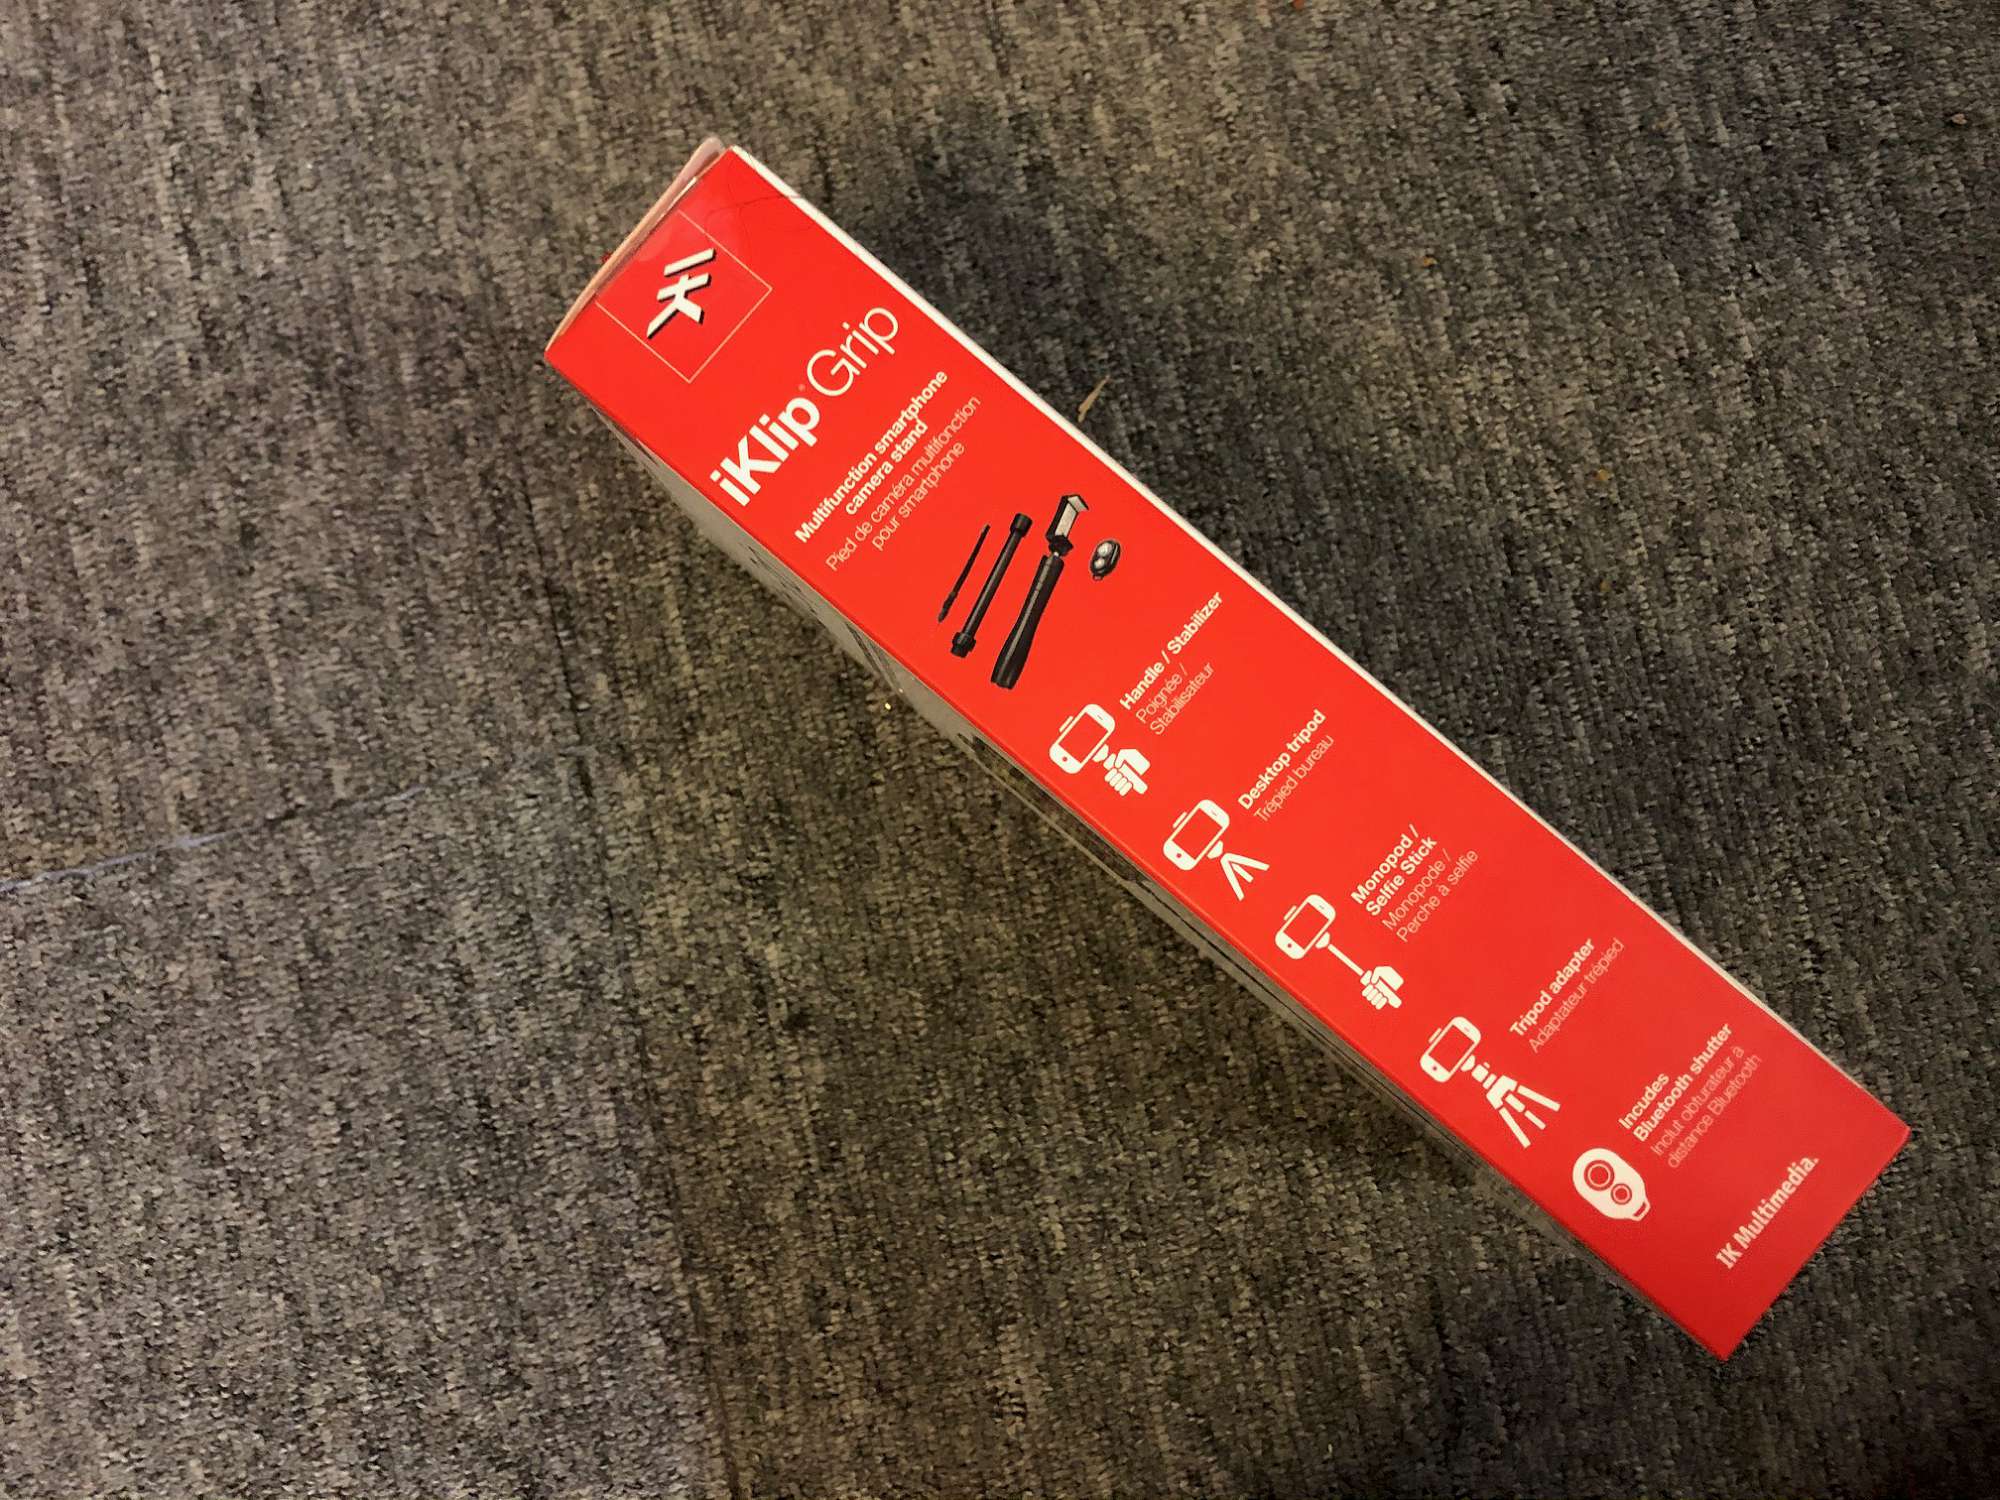 iKlip® Grip
Multifunction smartphone
camera stand
Pied de caméra multifonction
pour smartphone
Handle / Stabilizer
Poignée /
Stabilisateur
Desktop tripod
Trépied bureau
Monopod /
Selfie Stick
Monopode /
Perche à selfie
Tripod adapter
Adaptateur trépied
Incudes
Bluetooth shutter
Inclut obturateur à
distance Bluetooth
IK Multimedia.